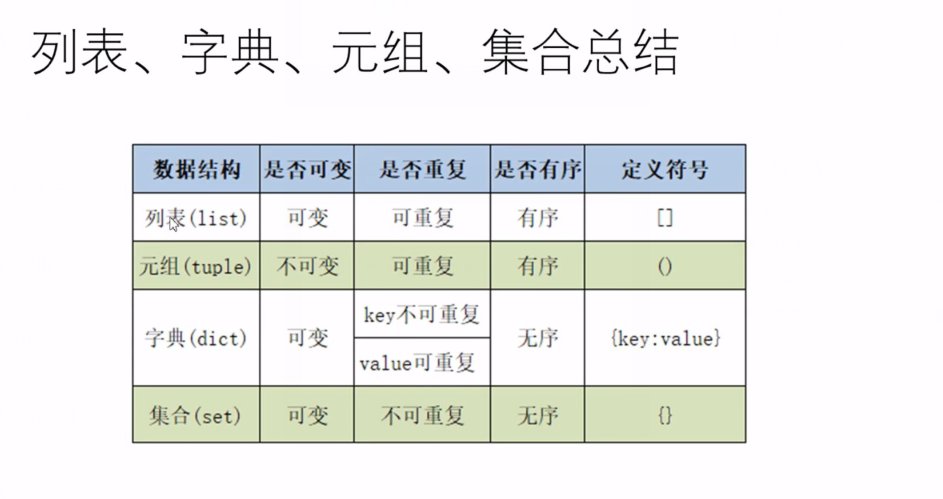 列表、字典、元组、集合总结
数据结构 是否可变 是否重复 是否有序 定义符号
列表(list) 可变 可重复 有序 []
元组(tuple) 不可变 可重复 有序 ()
字典(dict) 可变 key不可重复 无序 {key:value}
value可重复
集合(set) 可变 不可重复 无序 {}